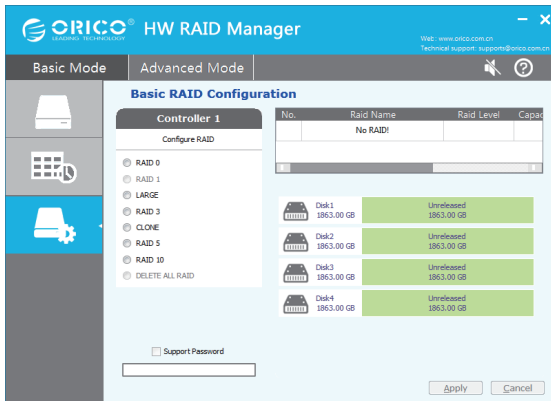 ORICO® HW RAID Manager
LEADING TECHNOLOGY
Web: www.orico.com.cn
Technical support: supports@orico.com.cn
Basic Mode Advanced Mode
Basic RAID Configuration
Controller 1
Configure RAID
RAID 0
RAID 1
LARGE
RAID 3
CLONE
RAID 5
RAID 10
DELETE ALL RAID
Support Password
No. Raid Name Raid Level Capac
No RAID!
Disk1 Unreleased
1863.00 GB 1863.00 GB
Disk2 Unreleased
1863.00 GB 1863.00 GB
Disk3 Unreleased
1863.00 GB 1863.00 GB
Disk4 Unreleased
1863.00 GB 1863.00 GB
Apply Cancel